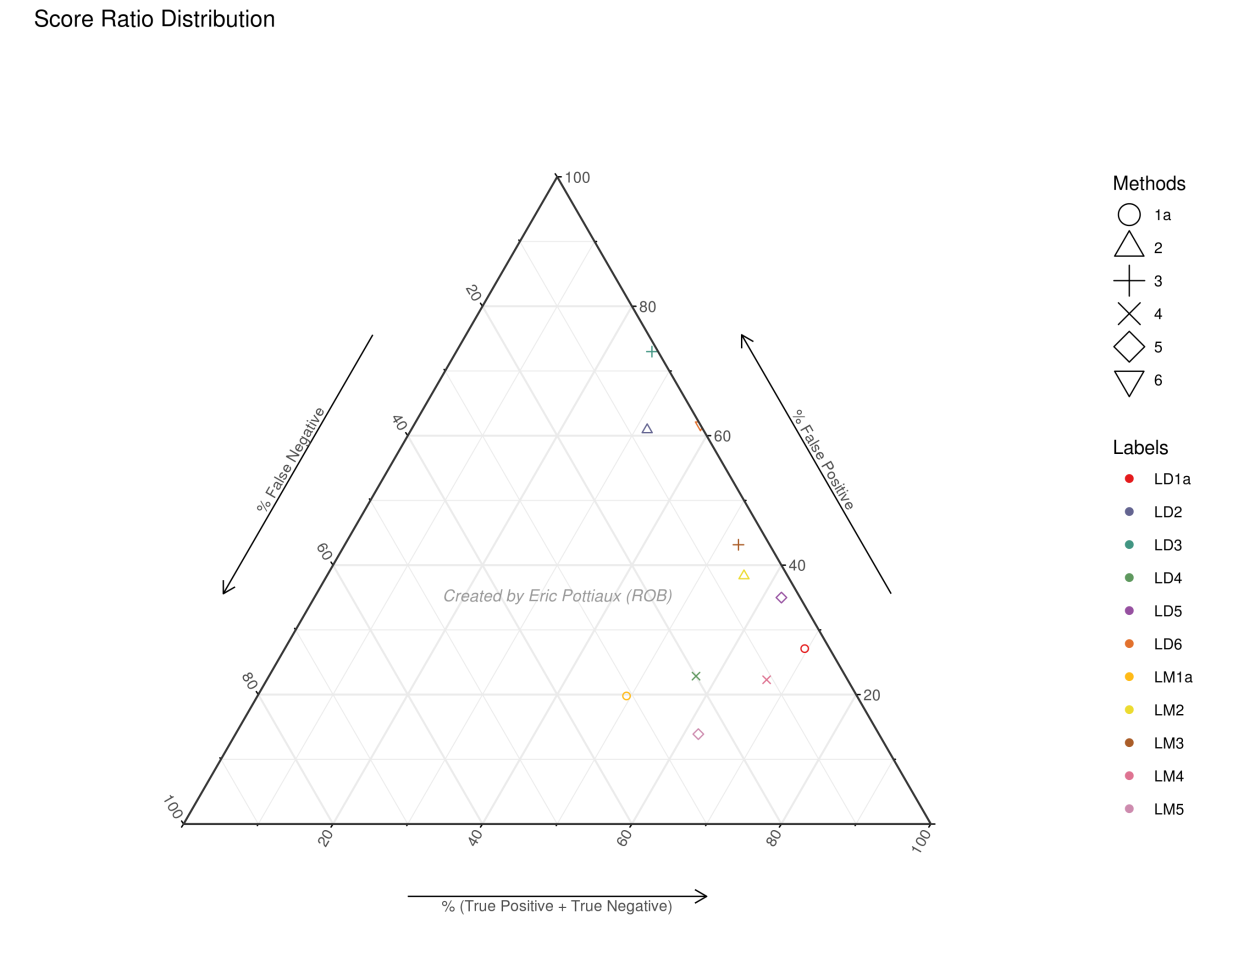 Score Ratio Distribution
100
80
60
40
20
20
40
60
80
100
20
40
60
80
100
% False Negative
% False Positive
Created by Eric Pottiaux (ROB)
% (True Positive + True Negative)
Methods
1a
2
3
4
5
6
Labels
LD1a
LD2
LD3
LD4
LD5
LD6
LM1a
LM2
LM3
LM4
LM5